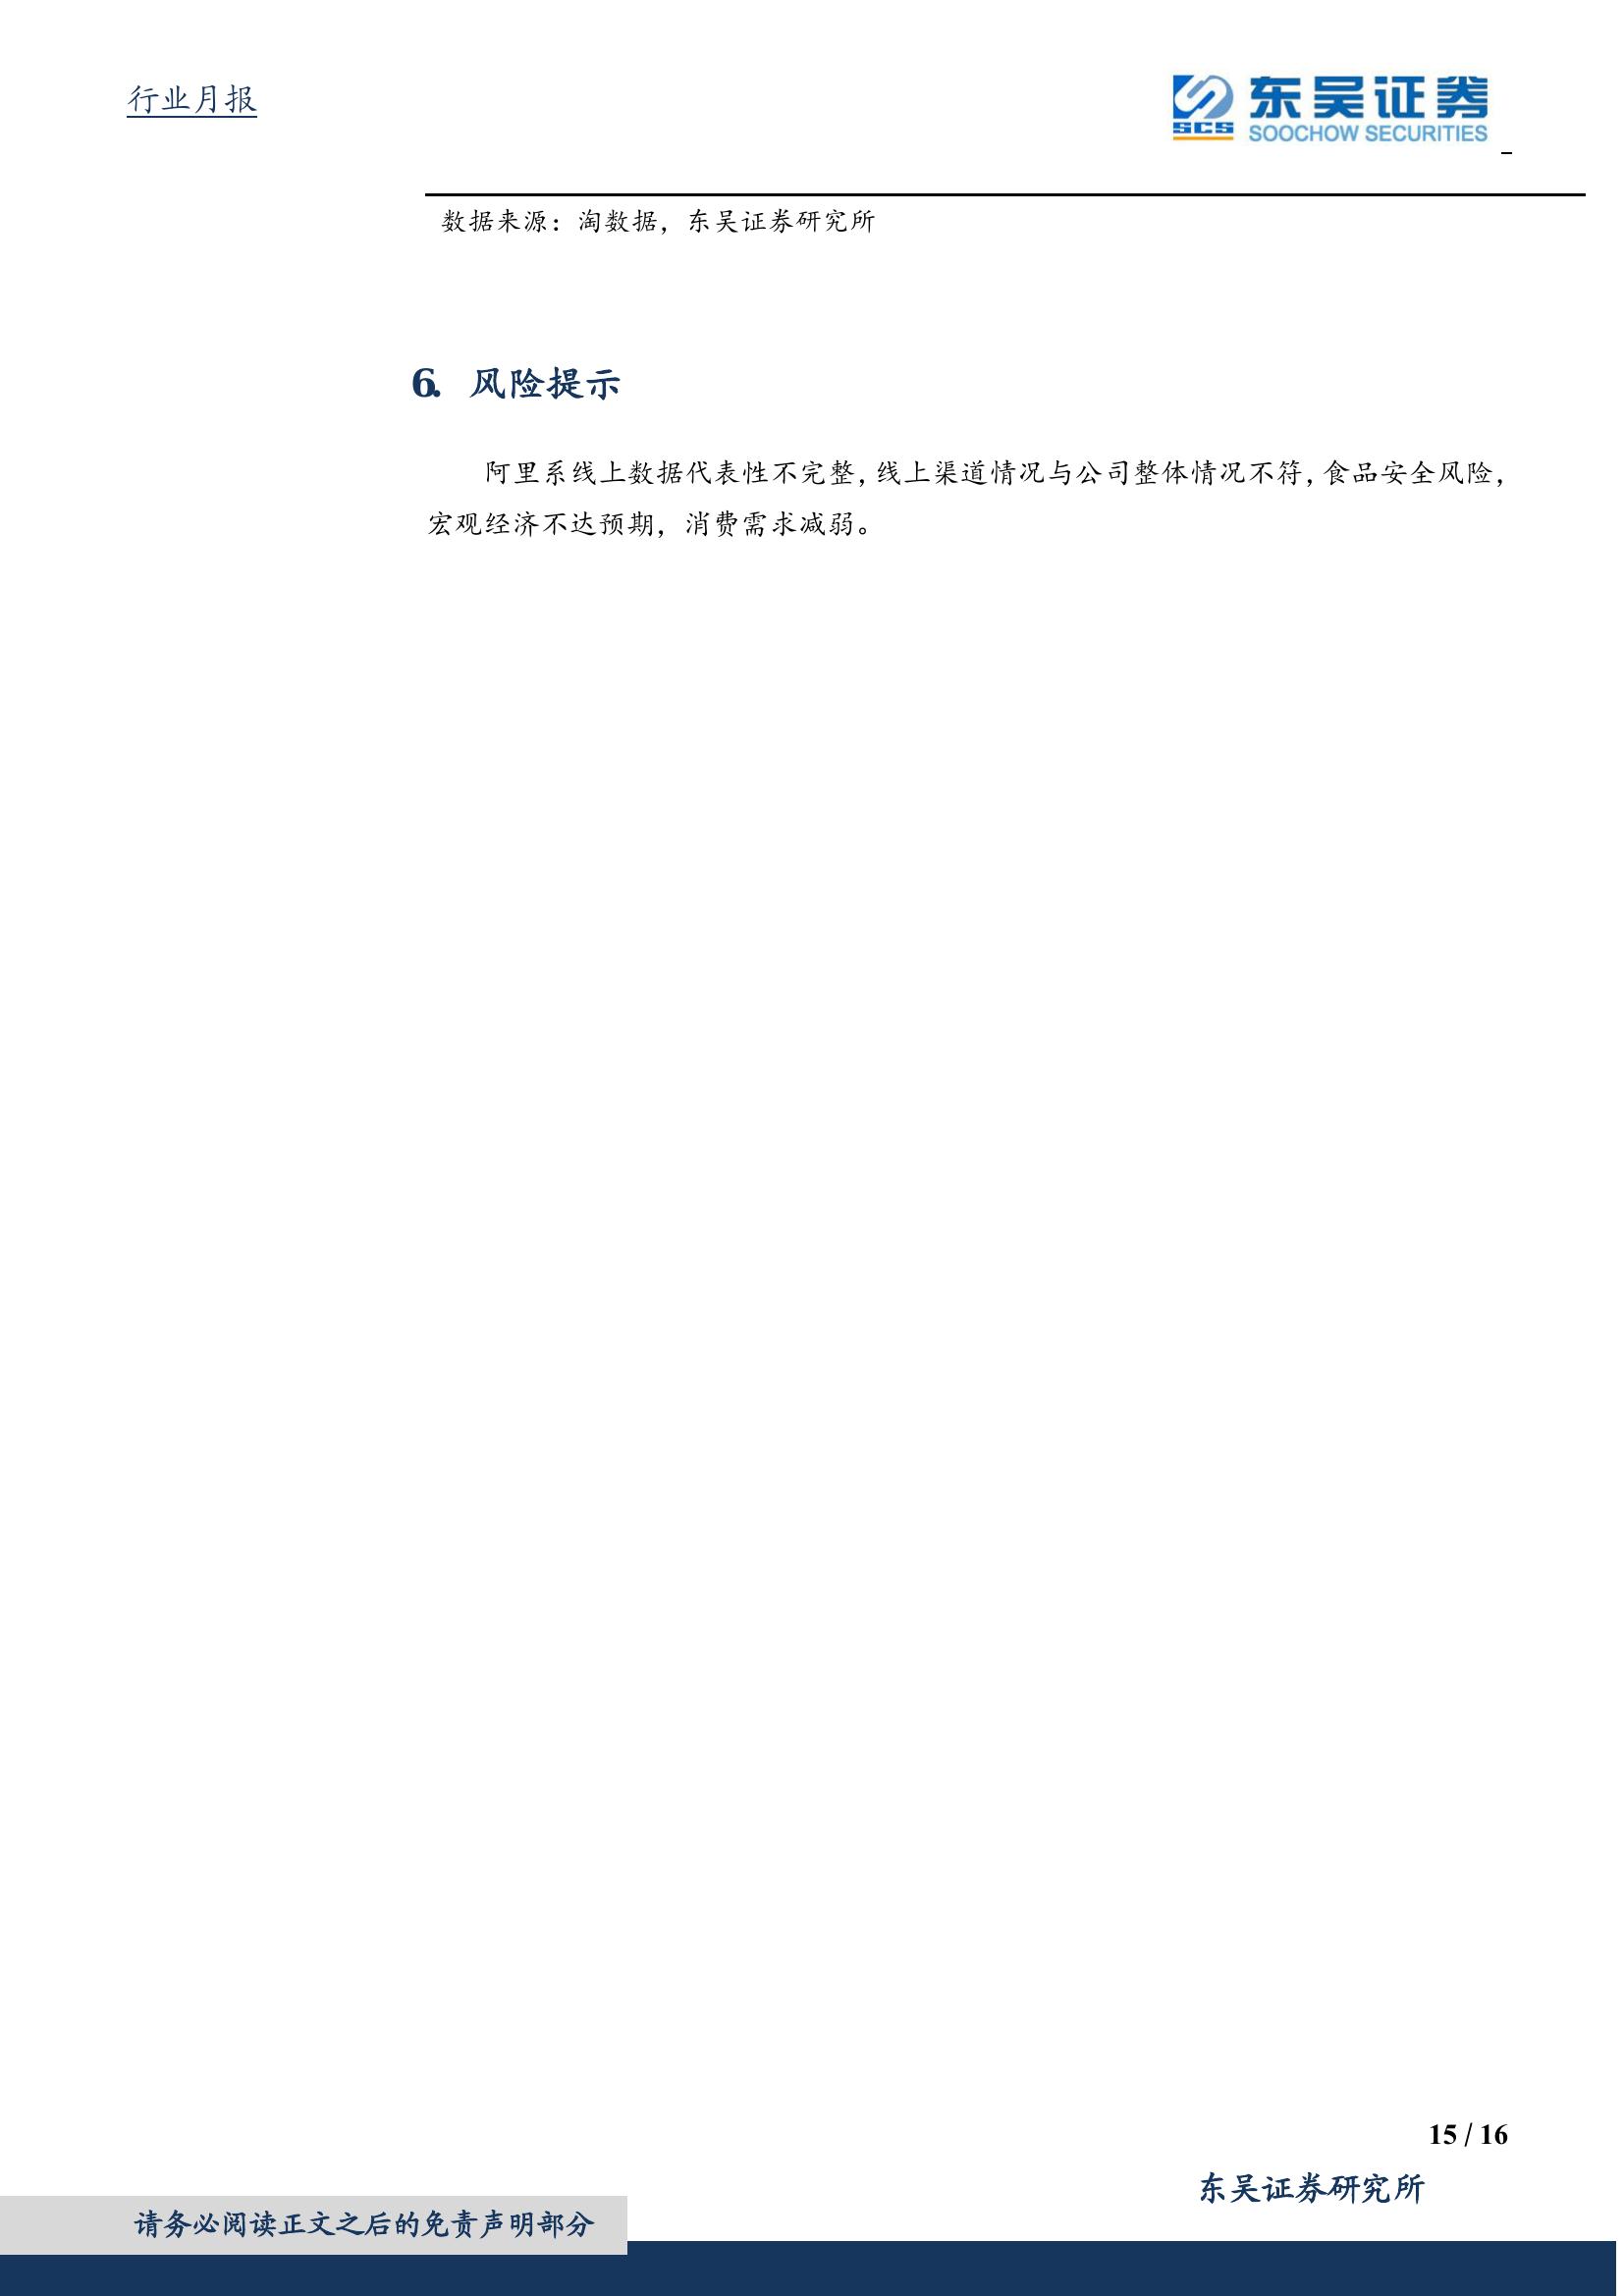 行业月报
东吴证券
SCS
SOOCHOW SECURITIES
数据来源：淘数据，东吴证券研究所
6. 风险提示
阿里系线上数据代表性不完整，线上渠道情况与公司整体情况不符，食品安全风险，
宏观经济不达预期，消费需求减弱。
15 / 16
东吴证券研究所
请务必阅读正文之后的免责声明部分